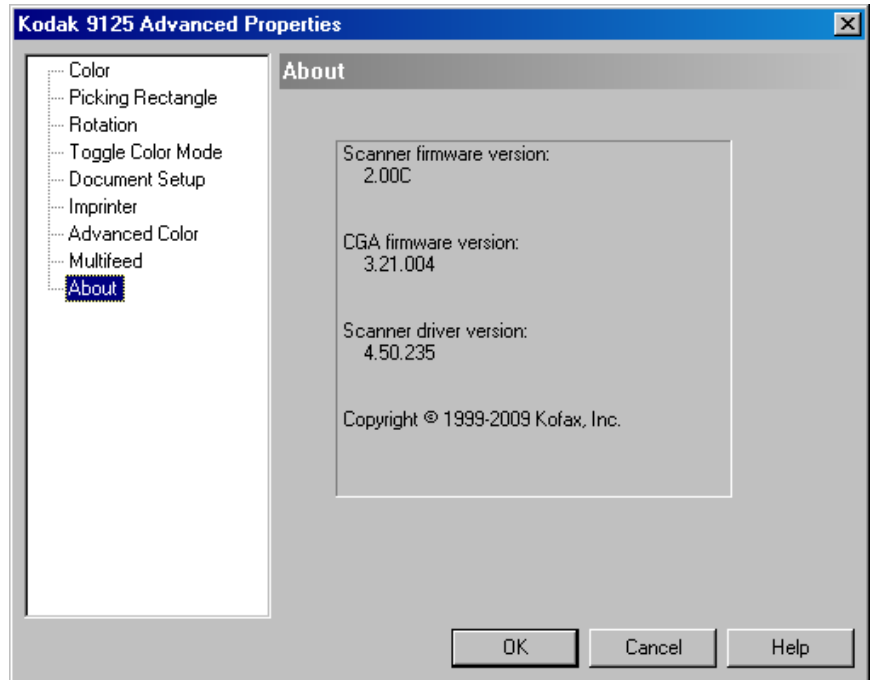 Kodak 9125 Advanced Properties
Color
Picking Rectangle
Rotation
Toggle Color Mode
Document Setup
Imprinter
Advanced Color
Multifeed
About
About
Scanner firmware version:
2.00C
CGA firmware version:
3.21.004
Scanner driver version:
4.50.235
Copyright © 1999-2009 Kofax, Inc.
OK
Cancel
Help